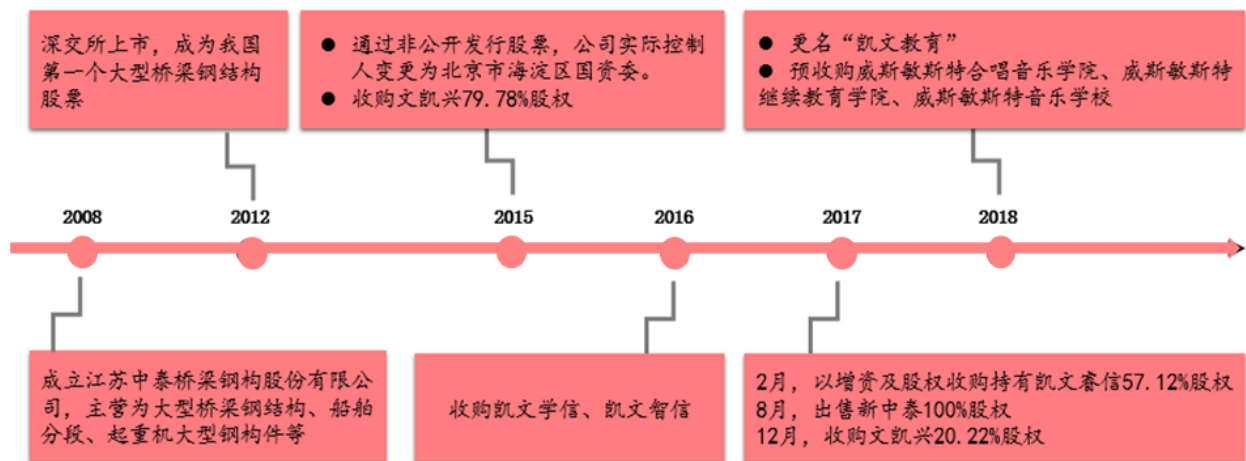 深交所上市，成为我国
第一个大型桥梁钢结构
股票
● 通过非公开发行股票，公司实际控制
人变更为北京市海淀区国资委。
● 收购文凯兴79.78%股权
● 更名“凯文教育”
● 预收购威斯敏斯特合唱音乐学院、威斯敏斯特
继续教育学院、威斯敏斯特音乐学校
2008
2012
2015
2016
2017
2018
成立江苏中泰桥梁钢构股份有限公
司，主营为大型桥梁钢结构、船舶
分段、起重机大型钢构件等
收购凯文学信、凯文智信
2月，以增资及股权收购持有凯文睿信57.12%股权
8月，出售新中泰100%股权
12月，收购文凯兴20.22%股权